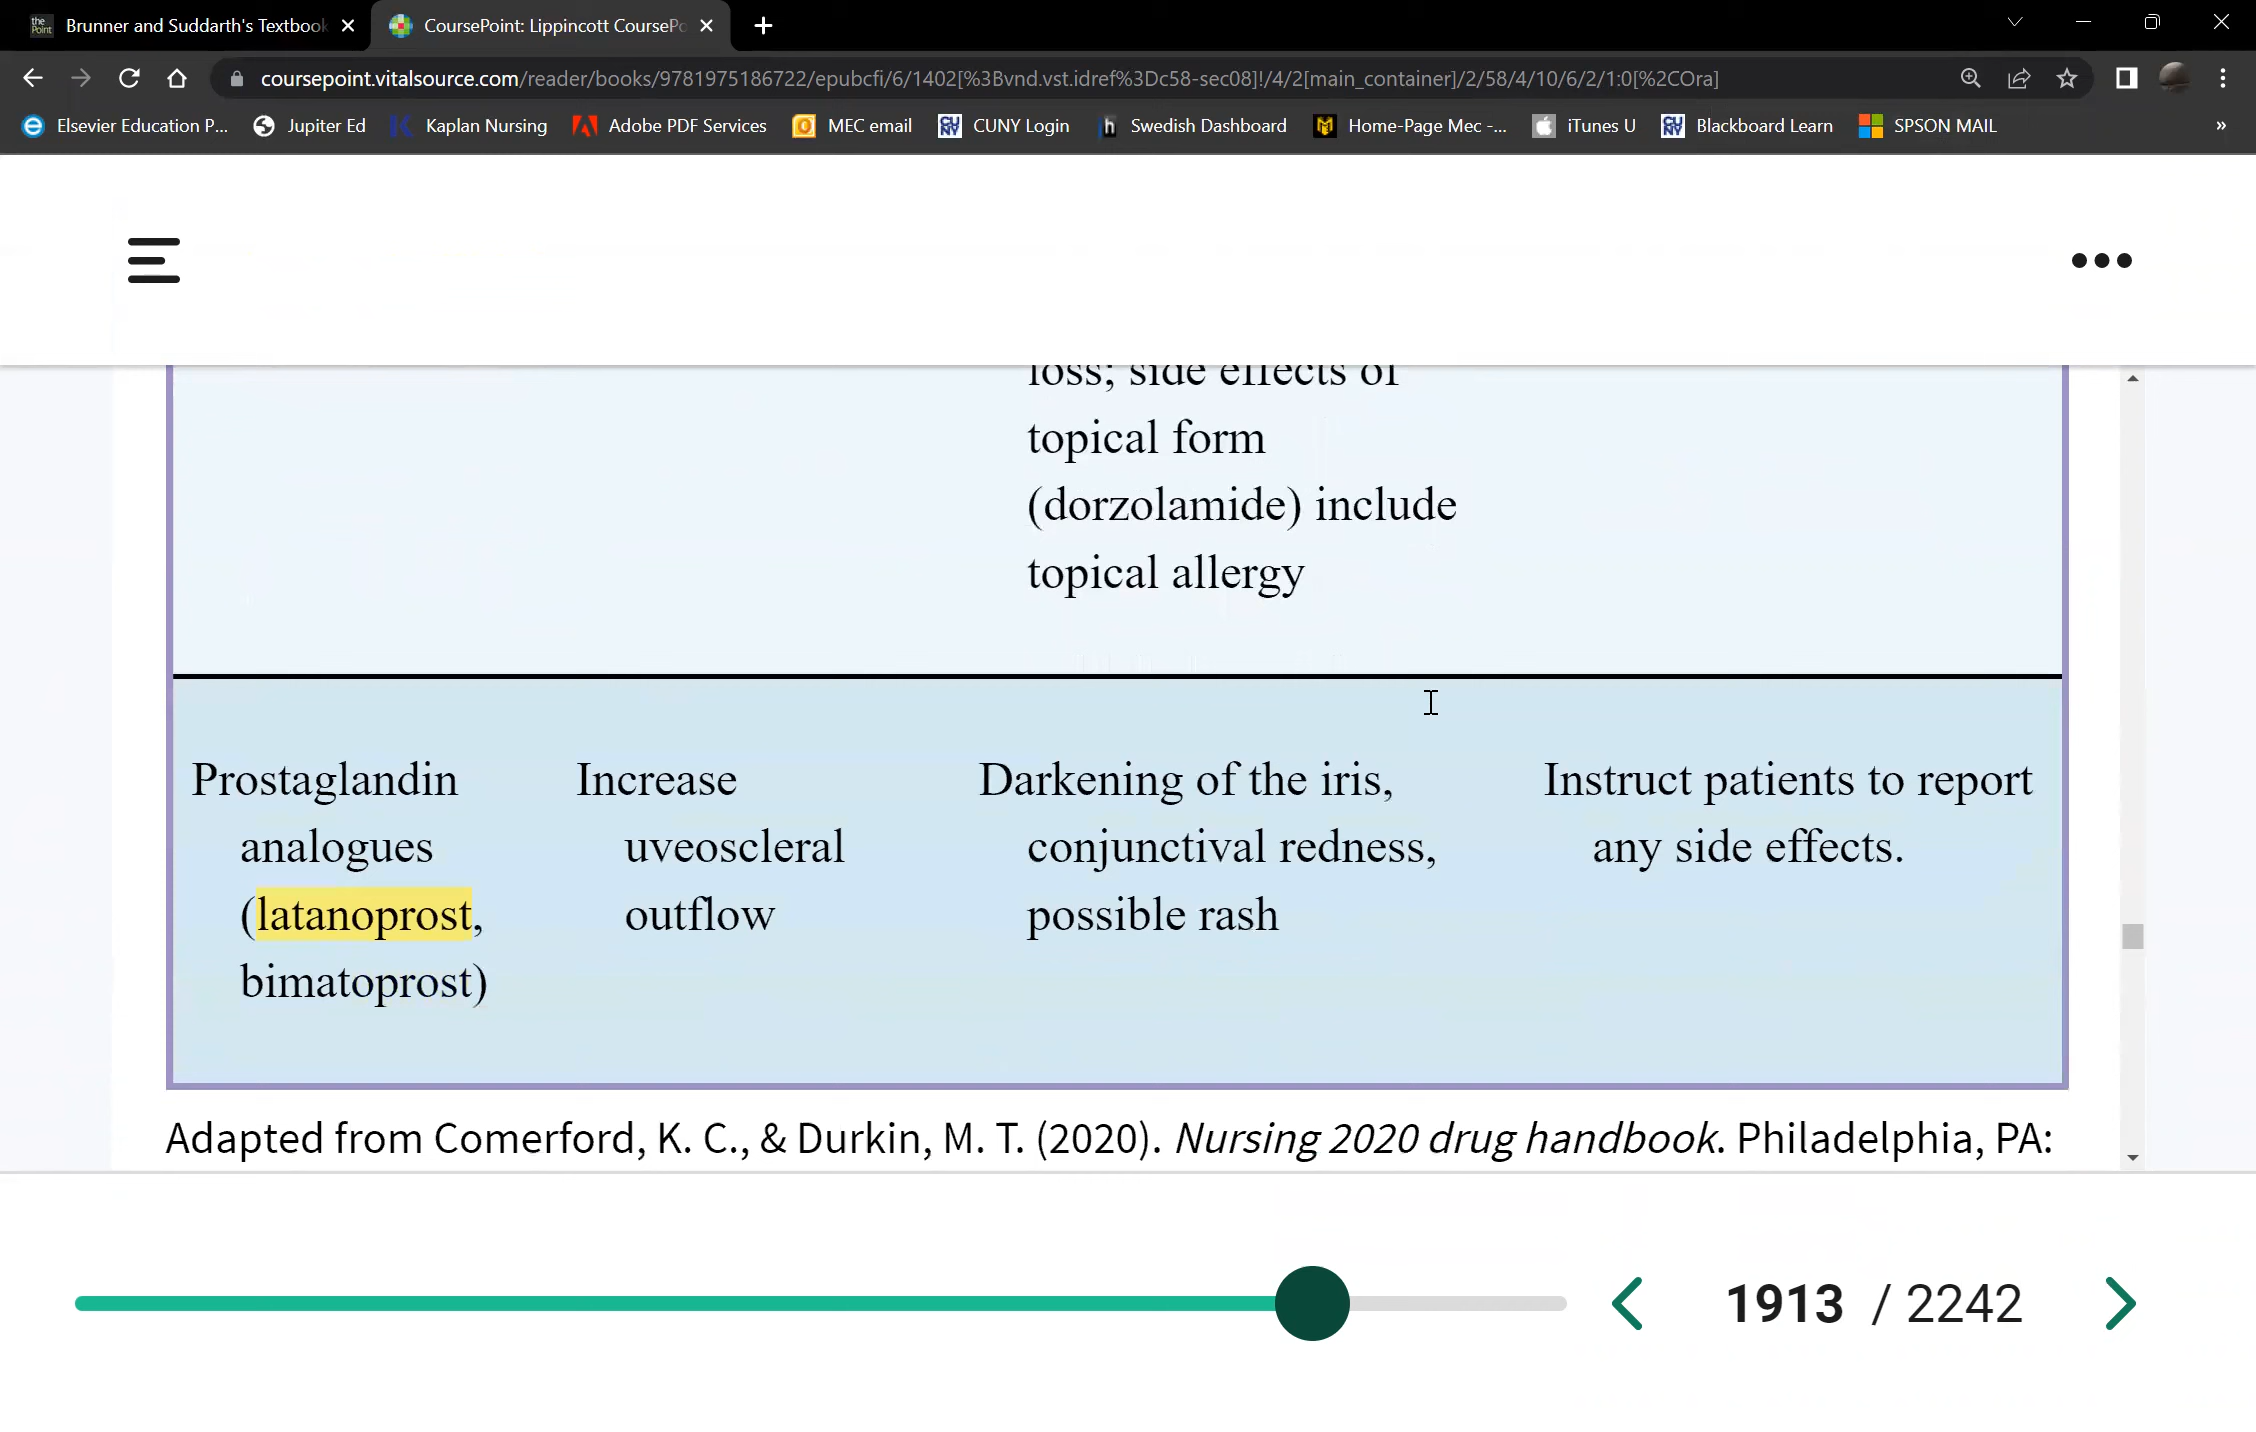 the Point
Brunner and Suddarth's Textbook
CoursePoint: Lippincott CoursePo
coursepoint.vitalsource.com/reader/books/9781975186722/epubcfi/6/1402[%3Bvnd.vst.idref%3Dc58-sec08]!/4/2[main_container]/2/58/4/10/6/2/1:0[%2COra]
Elsevier Education P... Jupiter Ed Kaplan Nursing Adobe PDF Services MEC email CUNY Login Swedish Dashboard Home-Page Mec -... iTunes U Blackboard Learn SPSON MAIL »
loss; side effects of
topical form
(dorzolamide) include
topical allergy
Prostaglandin
analogues
(latanoprost,
bimatoprost)
Increase
uveoscleral
outflow
Darkening of the iris,
conjunctival redness,
possible rash
Instruct patients to report
any side effects.
Adapted from Comerford, K. C., & Durkin, M. T. (2020). Nursing 2020 drug handbook. Philadelphia, PA:
1913 / 2242